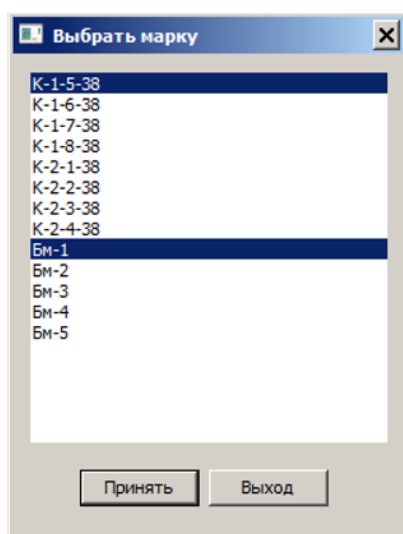 Выбрать марку
К-1-5-38
К-1-6-38
К-1-7-38
К-1-8-38
К-2-1-38
К-2-2-38
К-2-3-38
К-2-4-38
Бм-1
Бм-2
Бм-3
Бм-4
Бм-5
Принять Выход